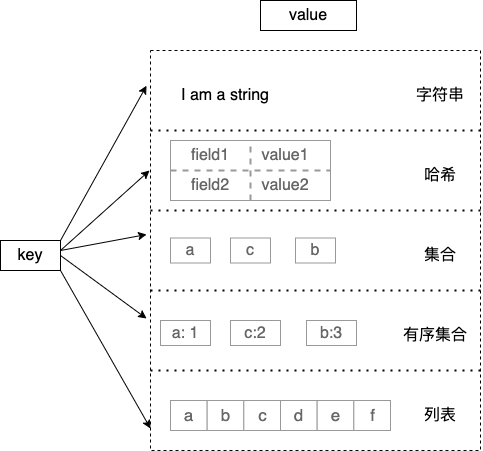 value
I am a string 字符串
field1 value1
field2 value2
哈希
a c b 集合
key
a: 1 c:2 b:3 有序集合
a b c d e f 列表